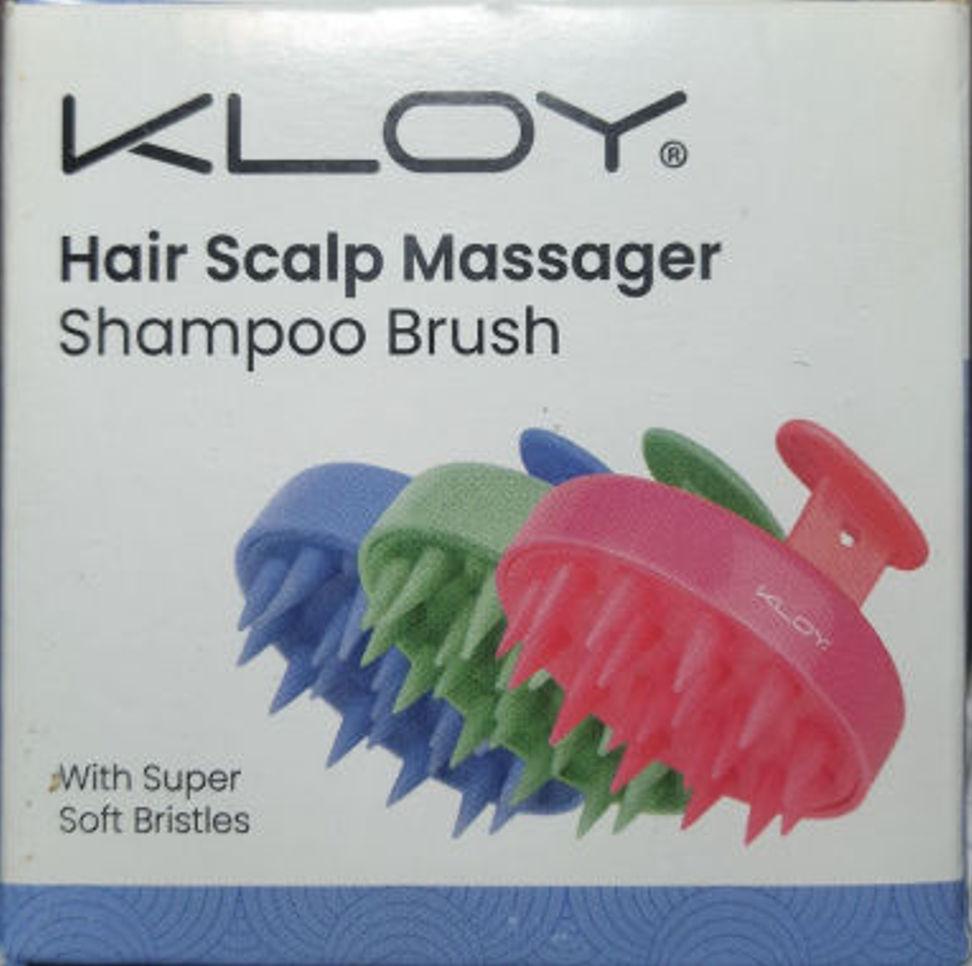 KLOY®
Hair Scalp Massager
Shampoo Brush
KLOY
With Super
Soft Bristles